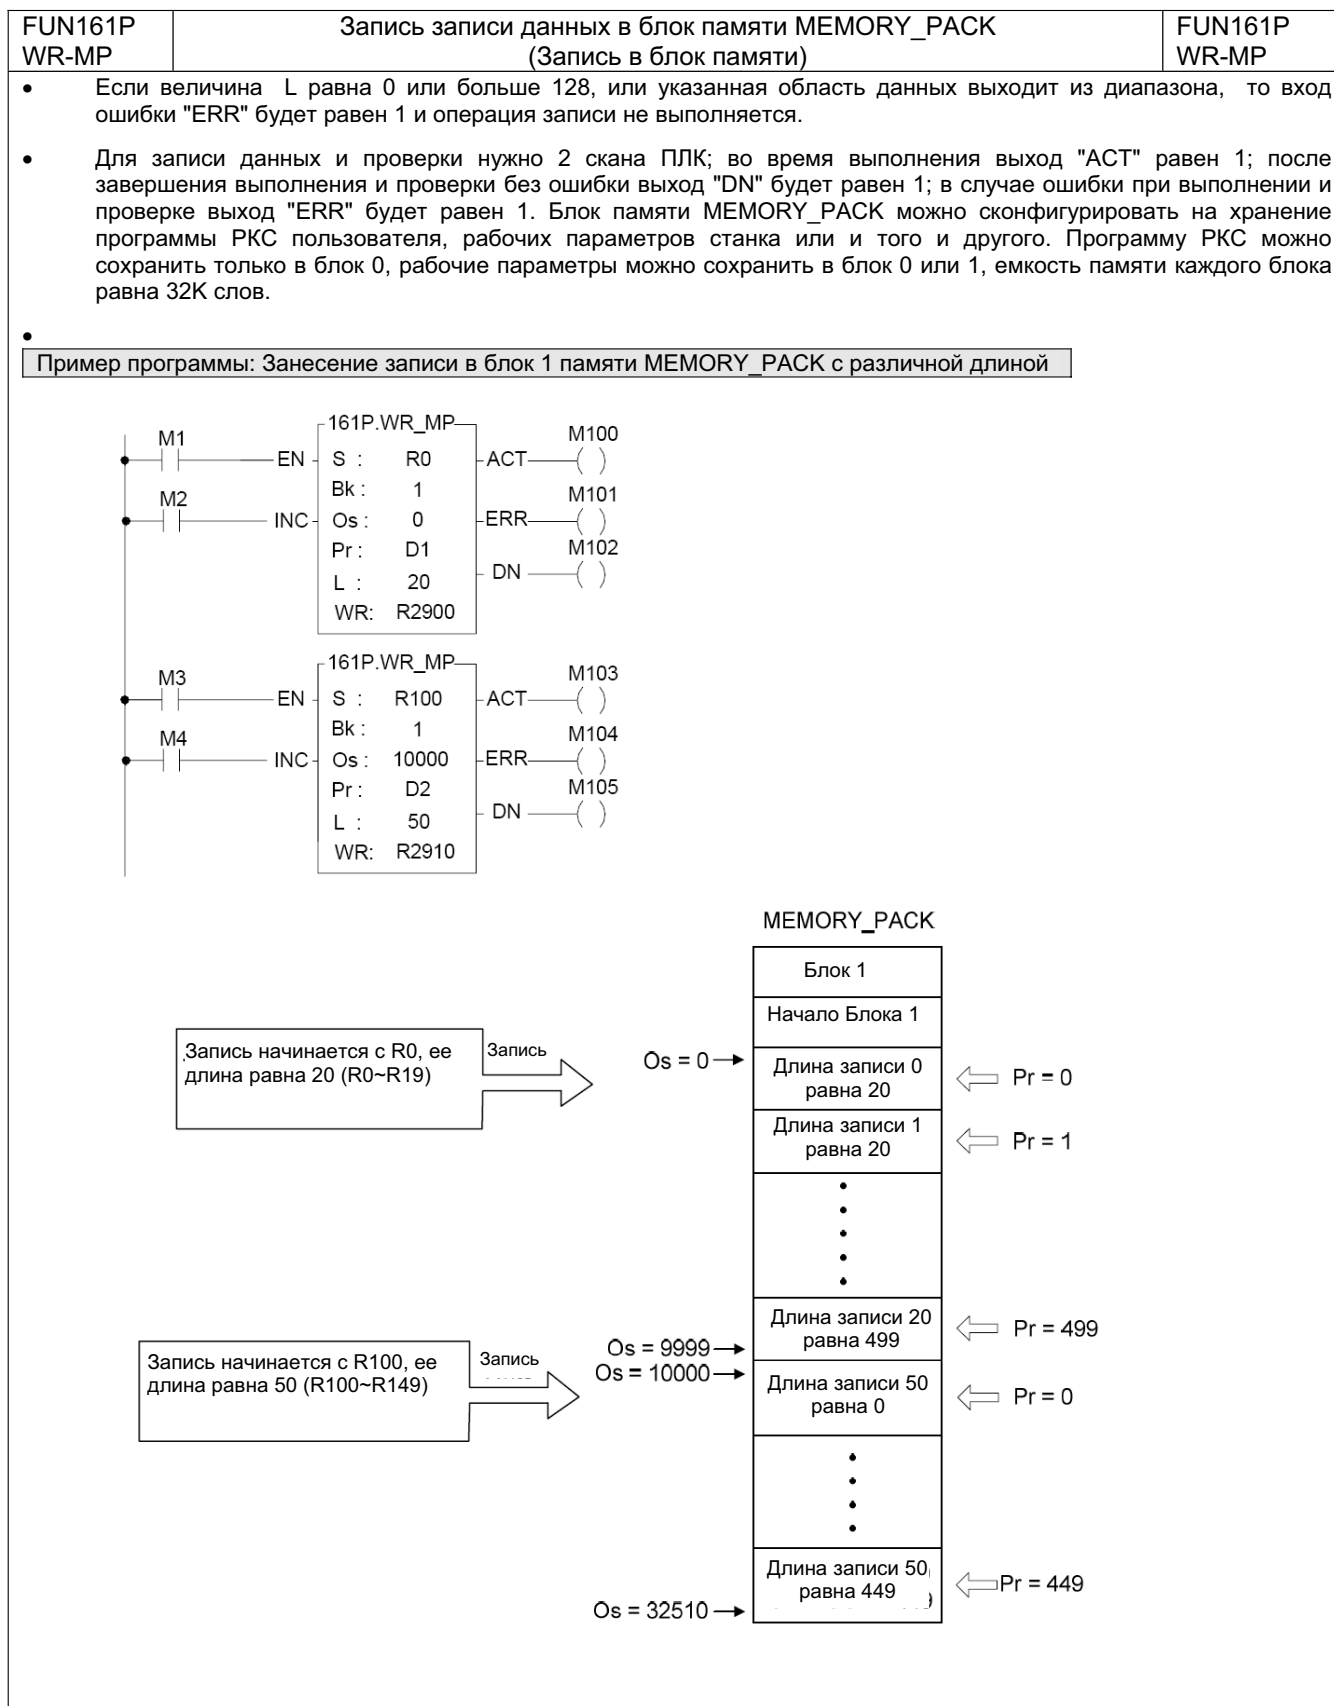 FUN161P
WR-MP
Запись записи данных в блок памяти MEMORY_PACK
(Запись в блок памяти)
FUN161P
WR-MP
• Если величина L равна 0 или больше 128, или указанная область данных выходит из диапазона, то вход
ошибки "ERR" будет равен 1 и операция записи не выполняется.
• Для записи данных и проверки нужно 2 скана ПЛК; во время выполнения выход "ACT" равен 1; после
завершения выполнения и проверки без ошибки выход "DN" будет равен 1; в случае ошибки при выполнении и
проверке выход "ERR" будет равен 1. Блок памяти MEMORY_PACK можно сконфигурировать на хранение
программы РКС пользователя, рабочих параметров станка или и того и другого. Программу РКС можно
сохранить только в блок 0, рабочие параметры можно сохранить в блок 0 или 1, емкость памяти каждого блока
равна 32К слов.
•
Пример программы: Занесение записи в блок 1 памяти MEMORY_PACK с различной длиной
161P.WR_MP
M1
EN
S : R0
ACT
M100
( )
Bk : 1
M2
INC
Os : 0
ERR
M101
( )
Pr : D1
L : 20
DN
M102
( )
WR: R2900
161P.WR_MP
M3
EN
S : R100
ACT
M103
( )
Bk : 1
M4
INC
Os : 10000
ERR
M104
( )
Pr : D2
L : 50
DN
M105
( )
WR: R2910
MEMORY_PACK
Блок 1
Начало Блока 1
Запись начинается с R0, ее
длина равна 20 (R0~R19)
Запись
Os = 0
Длина записи 0
равна 20
Pr = 0
Длина записи 1
равна 20
Pr = 1
Длина записи 20
равна 499
Pr = 499
Os = 9999
Os = 10000
Запись начинается с R100, ее
длина равна 50 (R100~R149)
Запись
Длина записи 50
равна 0
Pr = 0
Длина записи 50
равна 449
Pr = 449
Os = 32510